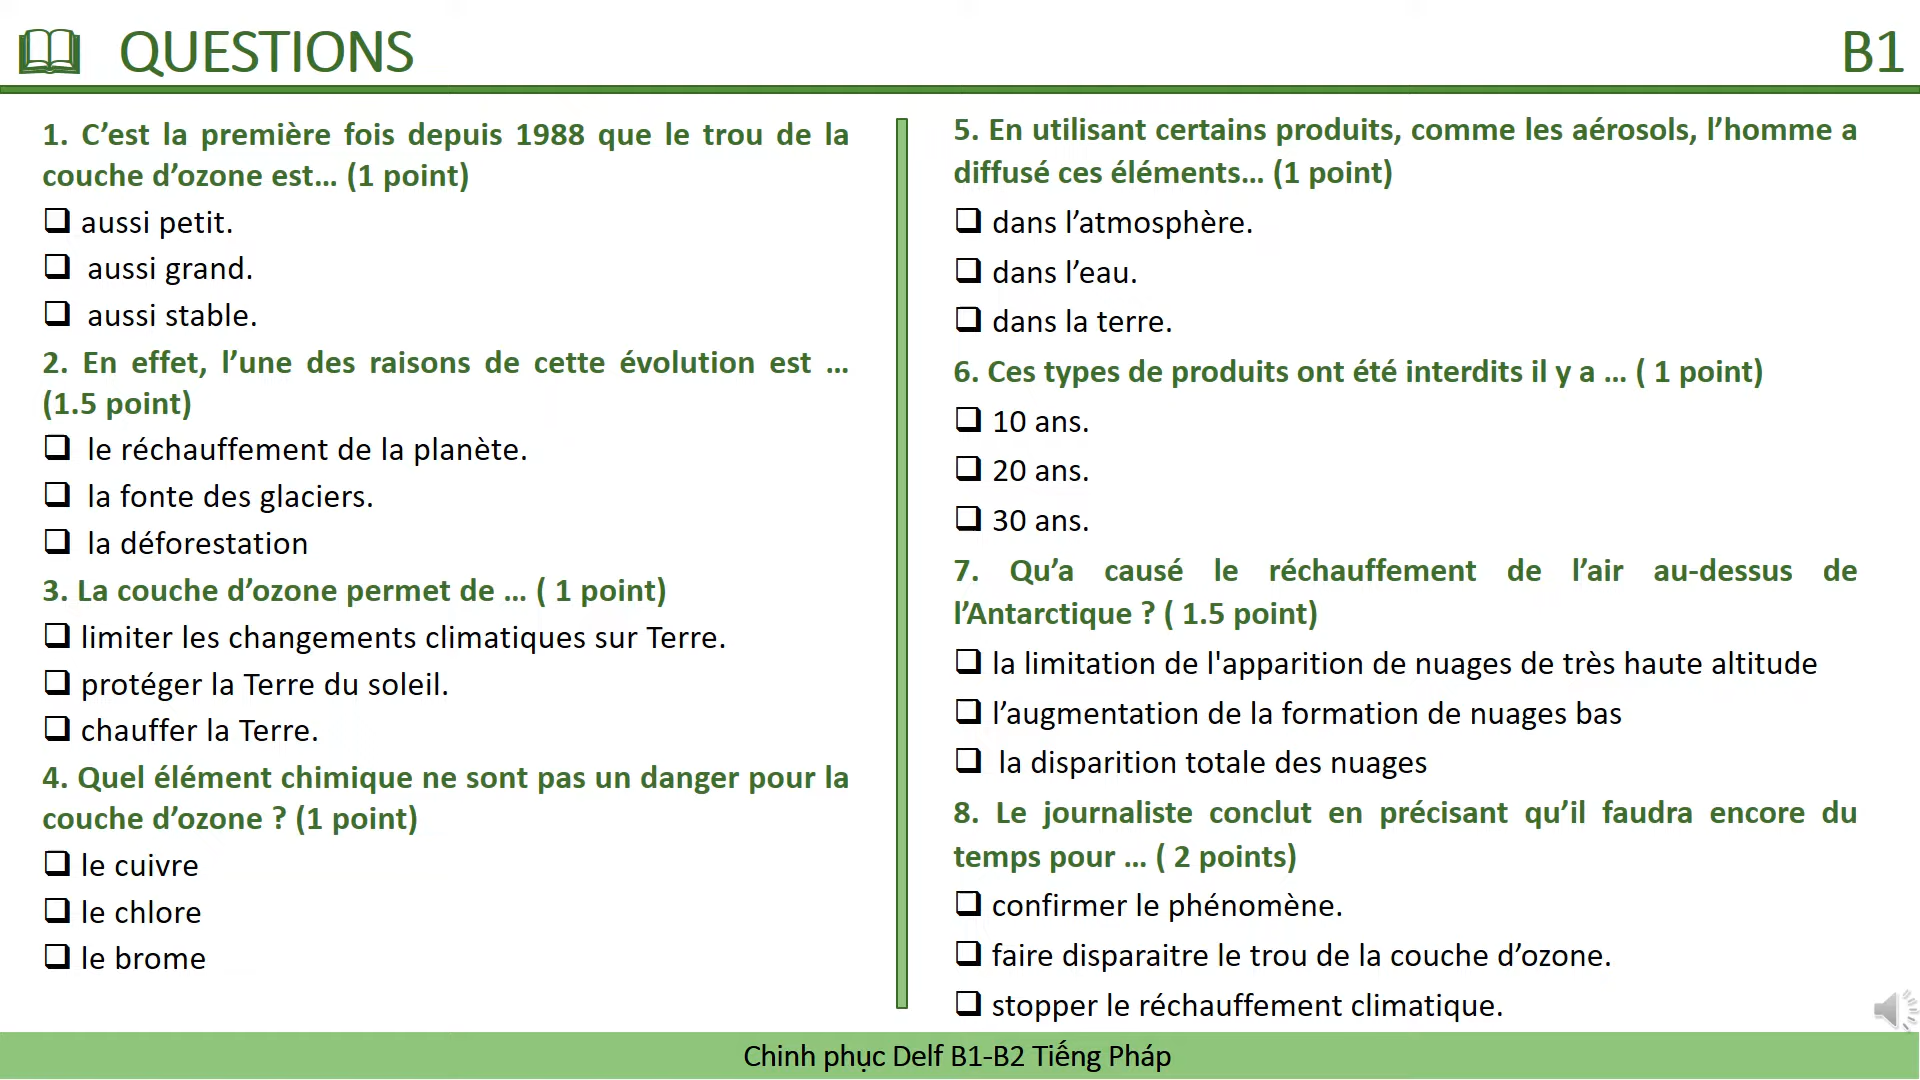 QUESTIONS
B1
1. C’est la première fois depuis 1988 que le trou de la
couche d’ozone est… (1 point)
aussi petit.
aussi grand.
aussi stable.
2. En effet, l’une des raisons de cette évolution est …
(1.5 point)
le réchauffement de la planète.
la fonte des glaciers.
la déforestation
3. La couche d’ozone permet de … ( 1 point)
limiter les changements climatiques sur Terre.
protéger la Terre du soleil.
chauffer la Terre.
4. Quel élément chimique ne sont pas un danger pour la
couche d’ozone ? (1 point)
le cuivre
le chlore
le brome
5. En utilisant certains produits, comme les aérosols, l’homme a
diffusé ces éléments… (1 point)
dans l’atmosphère.
dans l’eau.
dans la terre.
6. Ces types de produits ont été interdits il y a … ( 1 point)
10 ans.
20 ans.
30 ans.
7. Qu’a causé le réchauffement de l’air au-dessus de
l’Antarctique ? ( 1.5 point)
la limitation de l'apparition de nuages de très haute altitude
l’augmentation de la formation de nuages bas
la disparition totale des nuages
8. Le journaliste conclut en précisant qu’il faudra encore du
temps pour … ( 2 points)
confirmer le phénomène.
faire disparaitre le trou de la couche d’ozone.
stopper le réchauffement climatique.
Chinh phục Delf B1-B2 Tiếng Pháp